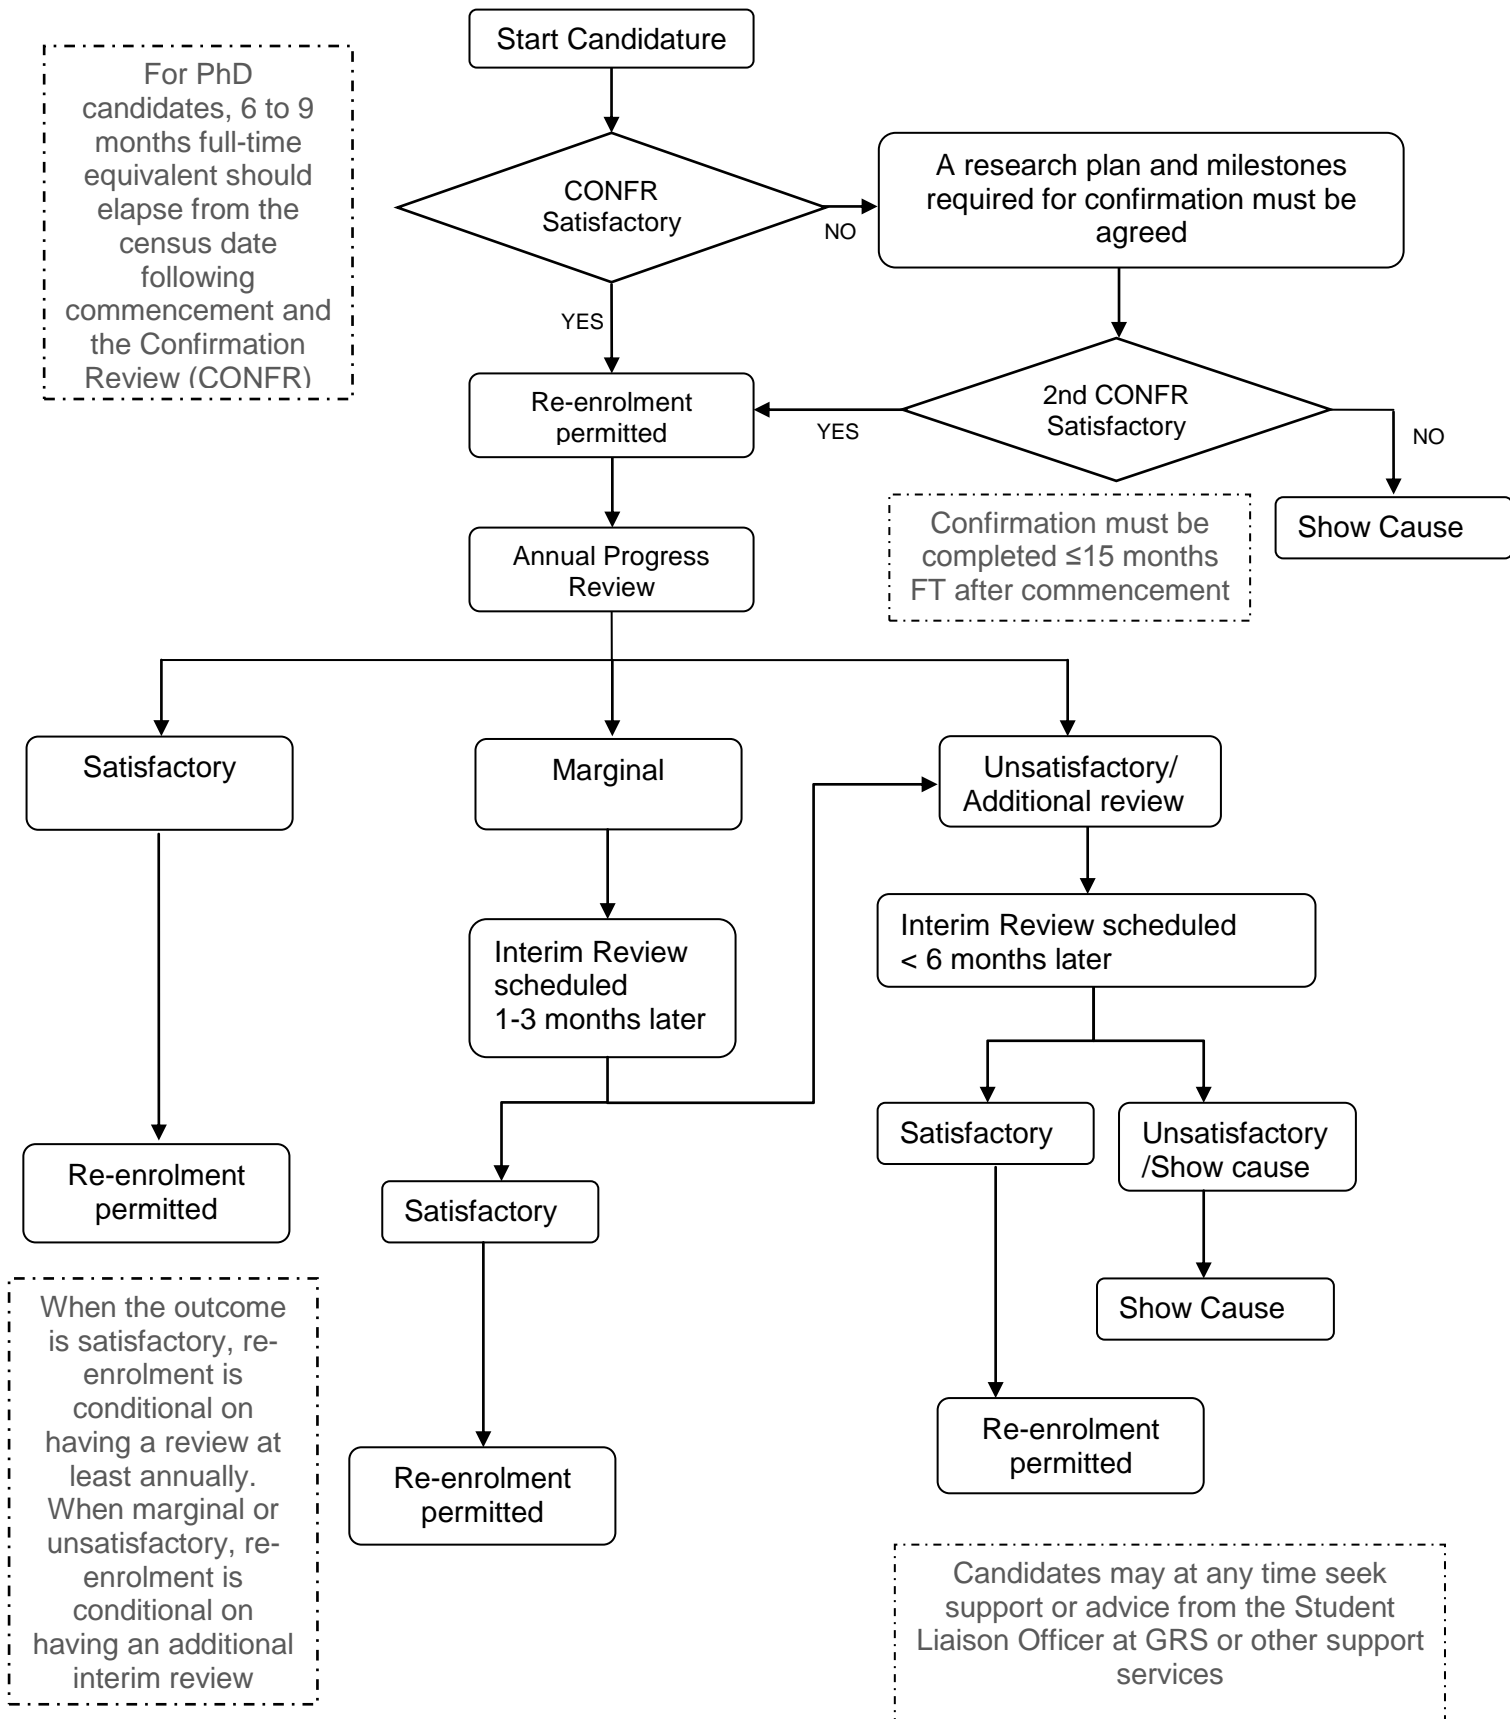 Start Candidature
For PhD
candidates, 6 to 9
months full-time
equivalent should
elapse from the
census date
following
commencement and
the Confirmation
Review (CONFR)
CONFR
Satisfactory
NO
A research plan and milestones
required for confirmation must be
agreed
YES
Re-enrolment
permitted
YES
2nd CONFR
Satisfactory
NO
Show Cause
Confirmation must be
completed ≤15 months
FT after commencement
Annual Progress
Review
Satisfactory
Marginal
Unsatisfactory/
Additional review
Interim Review
scheduled
1-3 months later
Interim Review scheduled
< 6 months later
Satisfactory
Unsatisfactory
/Show cause
Re-enrolment
permitted
Satisfactory
Show Cause
When the outcome
is satisfactory, re-
enrolment is
conditional on
having a review at
least annually.
When marginal or
unsatisfactory, re-
enrolment is
conditional on
having an additional
interim review
Re-enrolment
permitted
Re-enrolment
permitted
Candidates may at any time seek
support or advice from the Student
Liaison Officer at GRS or other support
services